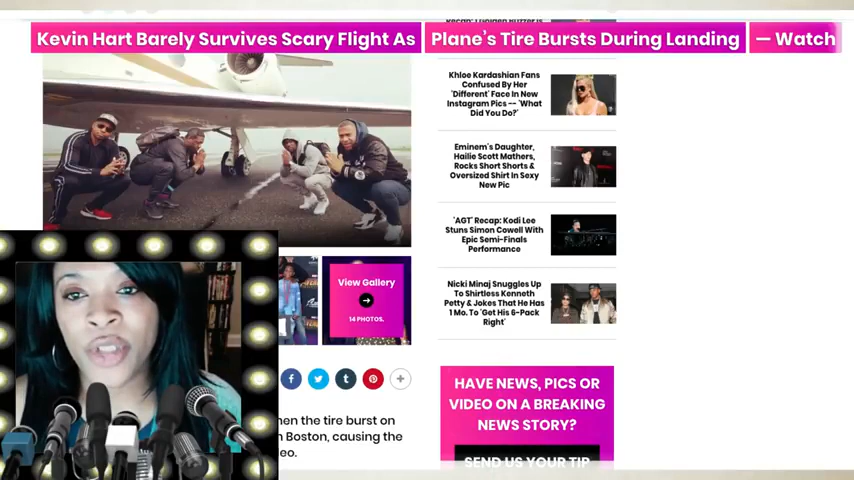 Kevin Hart Barely Survives Scary Flight As Plane's Tire Bursts During Landing — Watch
Khloe Kardashian Fans
Confused By Her
'Different' Face In New
Instagram Pics -- 'What
Did You Do?'
Eminem's Daughter,
Hailie Scott Mathers,
Rocks Short Shorts &
Oversized Shirt In Sexy
New Pic
'AGT' Recap: Kodi Lee
Stuns Simon Cowell With
Epic Semi-Finals
Performance
Nicki Minaj Snuggles Up
To Shirtless Kenneth
Petty & Jokes That He Has
1 Mo. To 'Get His 6-Pack
Right'
View Gallery
14 PHOTOS.
hen the tire burst on
n Boston, causing the
eo.
HAVE NEWS, PICS OR
VIDEO ON A BREAKING
NEWS STORY?
SEND US YOUR TIP